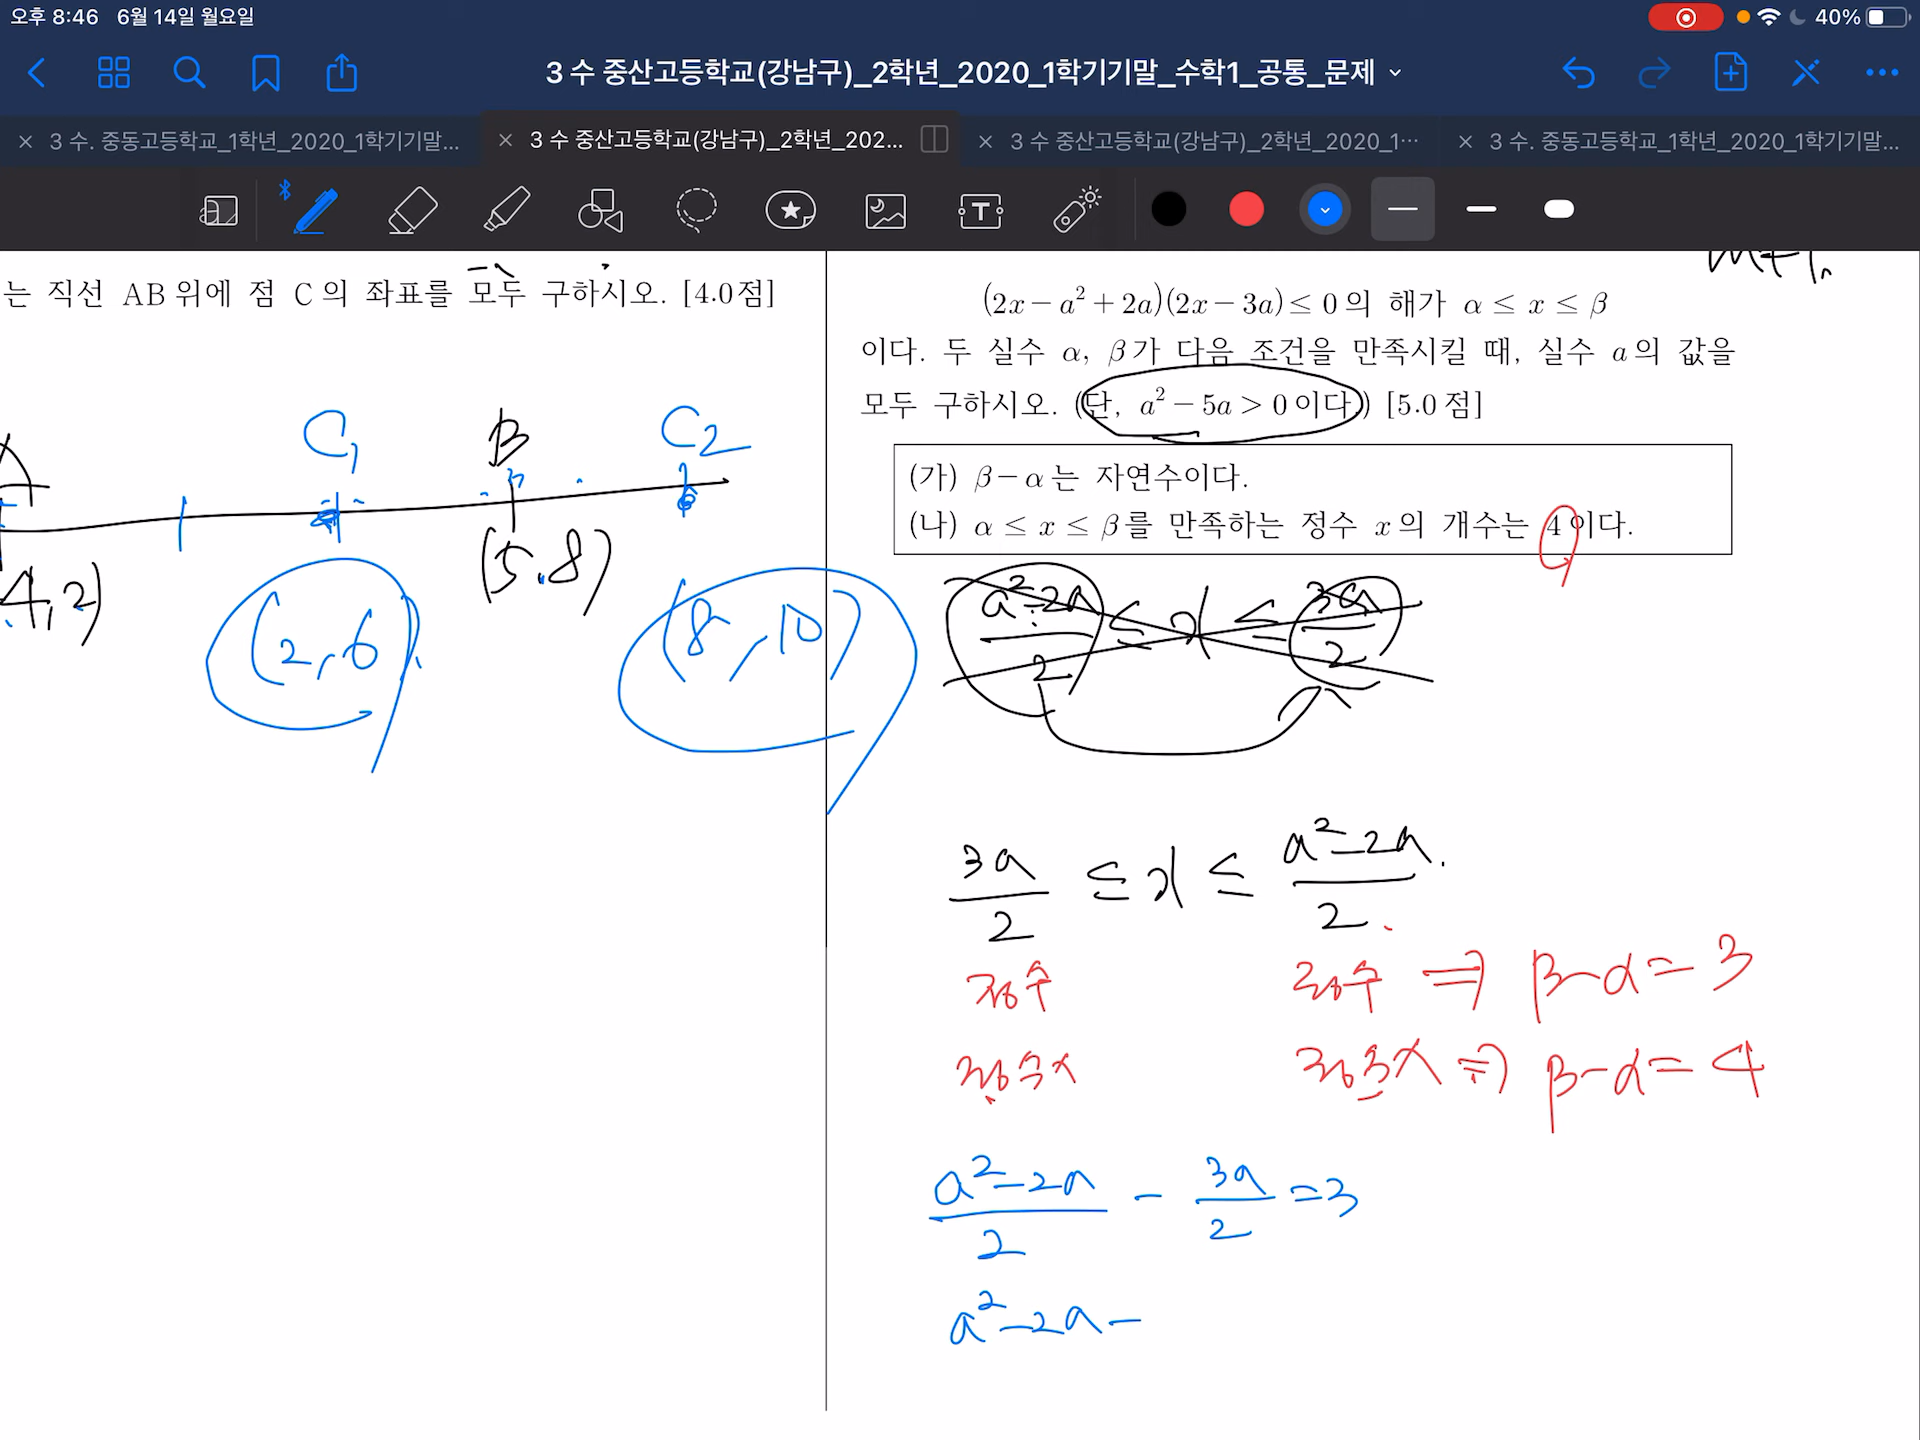 오후 8:46 6월 14일 월요일
40%
3 수 중산고등학교(강남구)_2학년_2020_1학기기말_수학1_공통_문제
3 수. 중동고등학교_1학년_2020_1학기기말...
3 수 중산고등학교(강남구)_2학년_202...
3 수 중산고등학교(강남구)_2학년_2020_1···
3 수. 중동고등학교_1학년_2020_1학기기말...
는 직선 AB 위에 점 C 의 좌표를 모두 구하시오. [4.0점]
C₁ B C₂
(5.8)
4,2)
(2,6)
(8,10)
(2x − a² + 2a)(2x − 3a) ≤ 0 의 해가 α ≤ x ≤ β
이다. 두 실수 α, β가 다음 조건을 만족시킬 때, 실수 a의 값을
모두 구하시오. (단, a² − 5a > 0 이다.) [5.0점]
(가) β − α는 자연수이다.
(나) α ≤ x ≤ β를 만족하는 정수 x의 개수는 4이다.
(a²−2a)/2 ≤ x ≤ 3a/2
3a/2 ≤ x ≤ (a²−2a)/2
정수 정수 ⇒ β−α=3
정수x 정수x ⇒ β−α=4
(a²−2a)/2 − 3a/2 = 3
a²−2a−